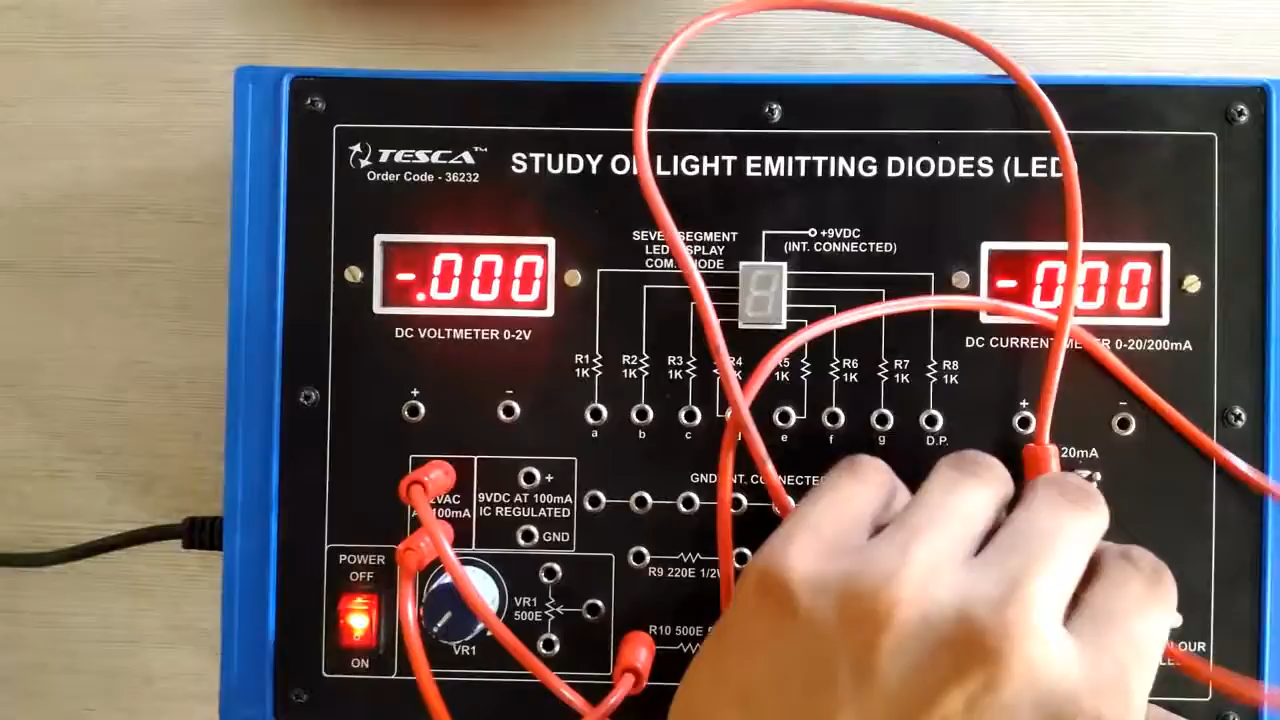 TESCA™
Order Code - 36232
STUDY OF LIGHT EMITTING DIODES (LED
-.000
DC VOLTMETER 0-2V
SEVEN SEGMENT
LED DISPLAY
COM. ANODE
+9VDC
(INT. CONNECTED)
-000
DC CURRENT METER 0-20/200mA
R1
1K
R2
1K
R3
1K
R4
R5
1K
R6
1K
R7
1K
R8
1K
+
-
a
b
c
d
e
f
g
D.P.
+
-
20mA
100mA
9VDC AT 100mA
IC REGULATED
+
GND
GND INT. CONNECTED
POWER
OFF
ON
VR1
VR1
500E
R9 220E 1/2W
R10 500E